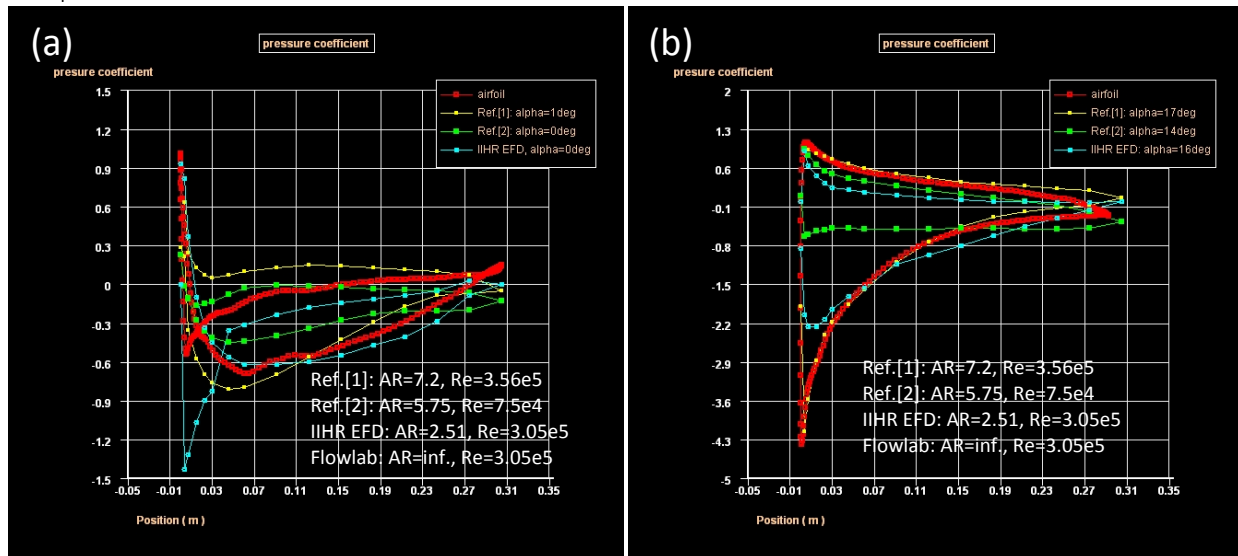 (a)
pressure coefficient
presure coefficient
airfoil
Ref.[1]: alpha=1deg
Ref.[2]: alpha=0deg
IIHR EFD, alpha=0deg
1.5
1.2
0.9
0.6
0.3
0
-0.3
-0.6
-0.9
-1.2
-1.5
Ref.[1]: AR=7.2, Re=3.56e5
Ref.[2]: AR=5.75, Re=7.5e4
IIHR EFD: AR=2.51, Re=3.05e5
Flowlab: AR=inf., Re=3.05e5
-0.05 -0.01 0.03 0.07 0.11 0.15 0.19 0.23 0.27 0.31 0.35
Position ( m )
(b)
pressure coefficient
presure coefficient
airfoil
Ref.[1]: alpha=17deg
Ref.[2]: alpha=14deg
IIHR EFD: alpha=16deg
2
1.3
0.6
-0.1
-0.8
-1.5
-2.2
-2.9
-3.6
-4.3
-5
Ref.[1]: AR=7.2, Re=3.56e5
Ref.[2]: AR=5.75, Re=7.5e4
IIHR EFD: AR=2.51, Re=3.05e5
Flowlab: AR=inf., Re=3.05e5
-0.05 -0.01 0.03 0.07 0.11 0.15 0.19 0.23 0.27 0.31 0.35
Position ( m )